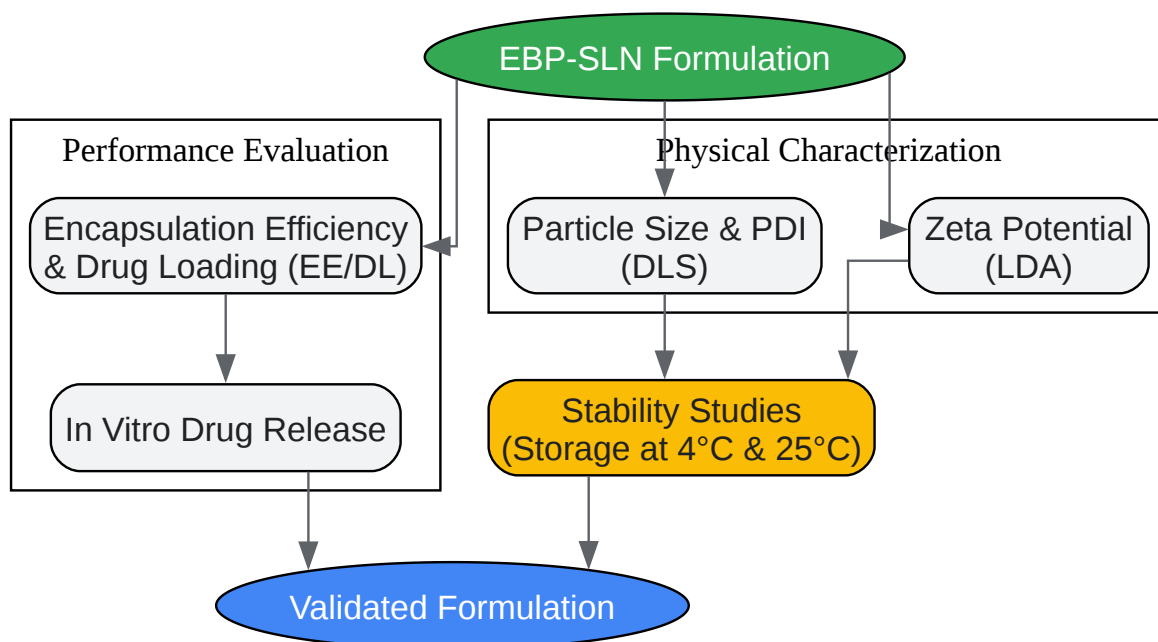 EBP-SLN Formulation
Performance Evaluation
Physical Characterization
Encapsulation Efficiency
& Drug Loading (EE/DL)
Particle Size & PDI
(DLS)
Zeta Potential
(LDA)
In Vitro Drug Release
Stability Studies
(Storage at 4°C & 25°C)
Validated Formulation